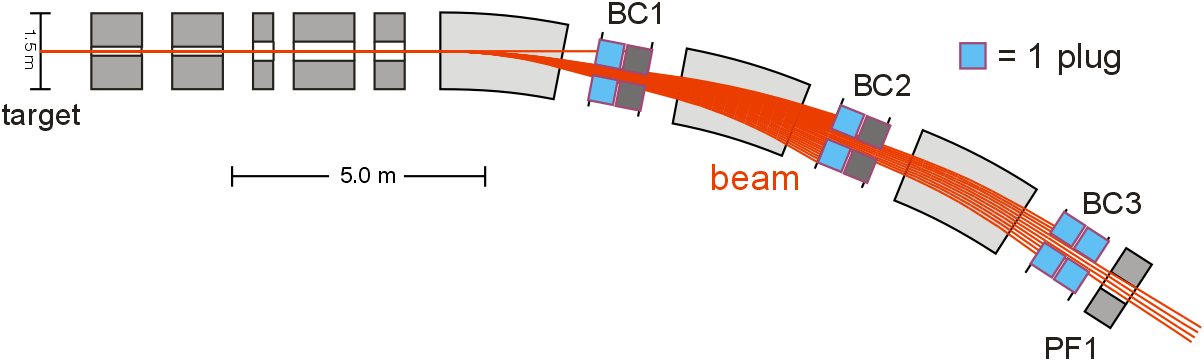 BC1
= 1 plug
1.5 m
BC2
target
5.0 m
beam
BC3
PF1